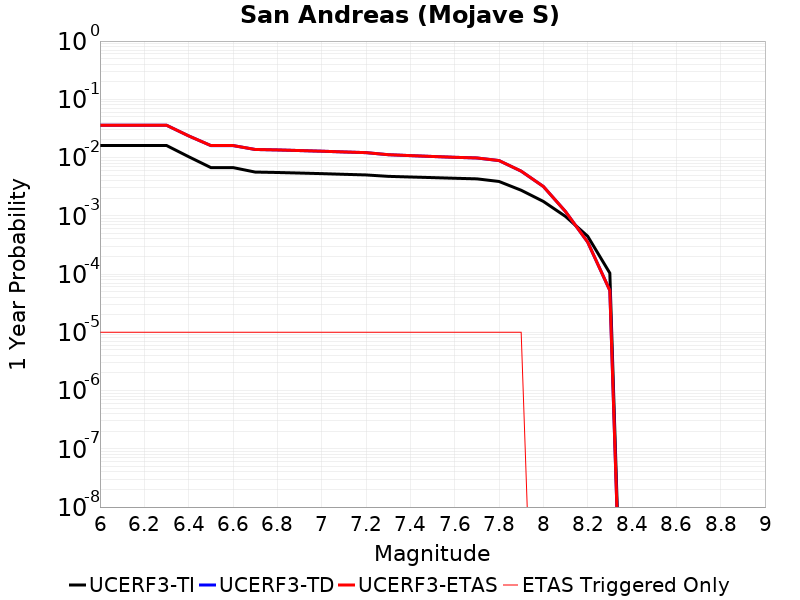 San Andreas (Mojave S)
1 Year Probability
10^0
10^-1
10^-2
10^-3
10^-4
10^-5
10^-6
10^-7
10^-8
6 6.2 6.4 6.6 6.8 7 7.2 7.4 7.6 7.8 8 8.2 8.4 8.6 8.8 9
Magnitude
UCERF3-TI UCERF3-TD UCERF3-ETAS ETAS Triggered Only